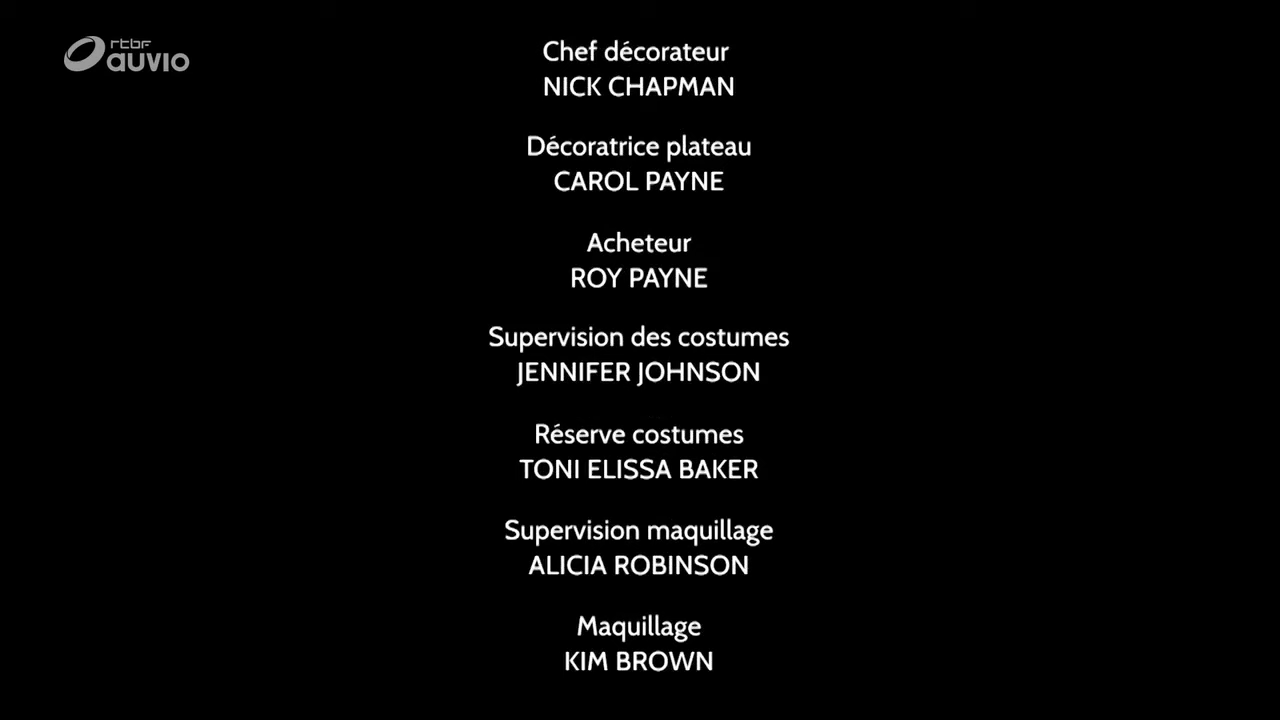 rtbf
auvio
Chef décorateur
NICK CHAPMAN
Décoratrice plateau
CAROL PAYNE
Acheteur
ROY PAYNE
Supervision des costumes
JENNIFER JOHNSON
Réserve costumes
TONI ELISSA BAKER
Supervision maquillage
ALICIA ROBINSON
Maquillage
KIM BROWN